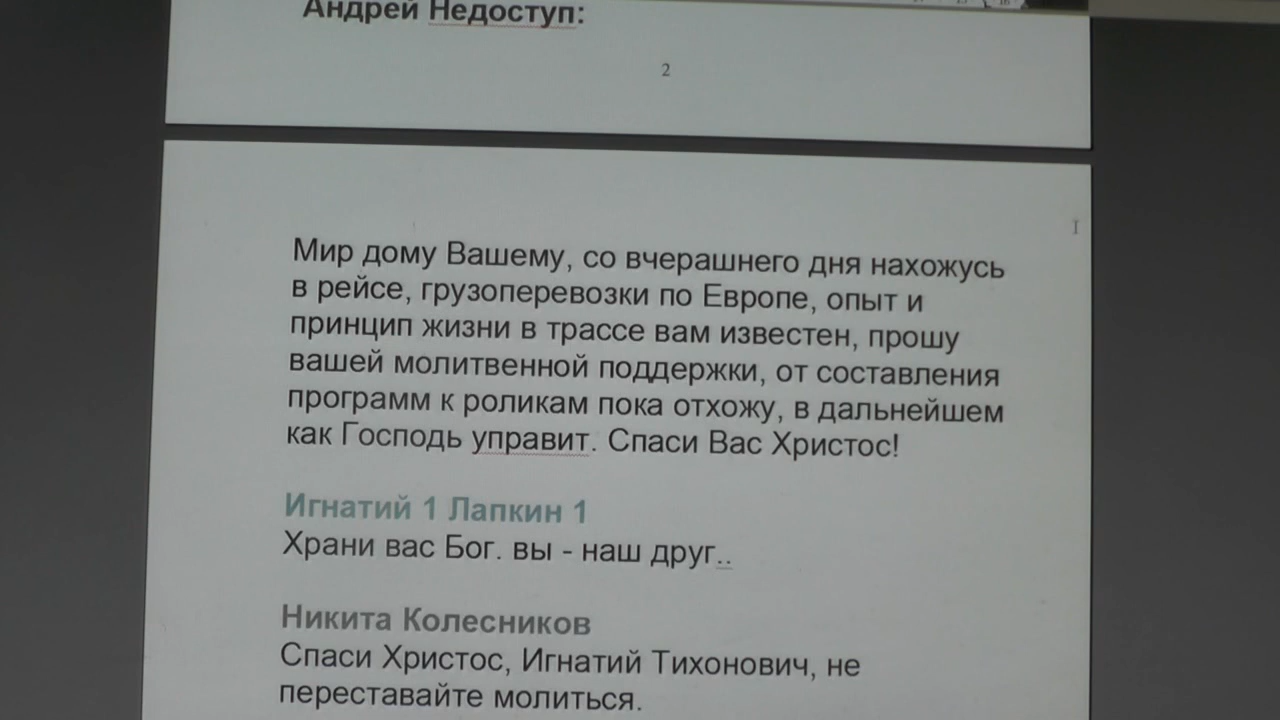 Андрей Недоступ:
2
Мир дому Вашему, со вчерашнего дня нахожусь
в рейсе, грузоперевозки по Европе, опыт и
принцип жизни в трассе вам известен, прошу
вашей молитвенной поддержки, от составления
программ к роликам пока отхожу, в дальнейшем
как Господь управит. Спаси Вас Христос!
Игнатий 1 Лапкин 1
Храни вас Бог. вы - наш друг..
Никита Колесников
Спаси Христос, Игнатий Тихонович, не
переставайте молиться.